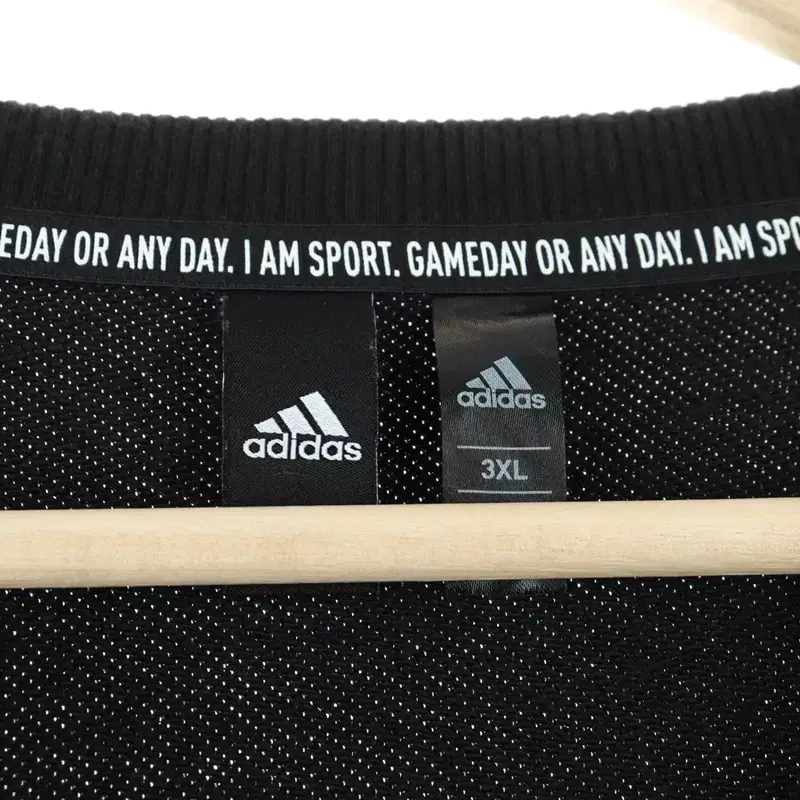 EDAY OR ANY DAY. I AM SPORT. GAMEDAY OR ANY DAY. I AM SPO
adidas
adidas
3XL